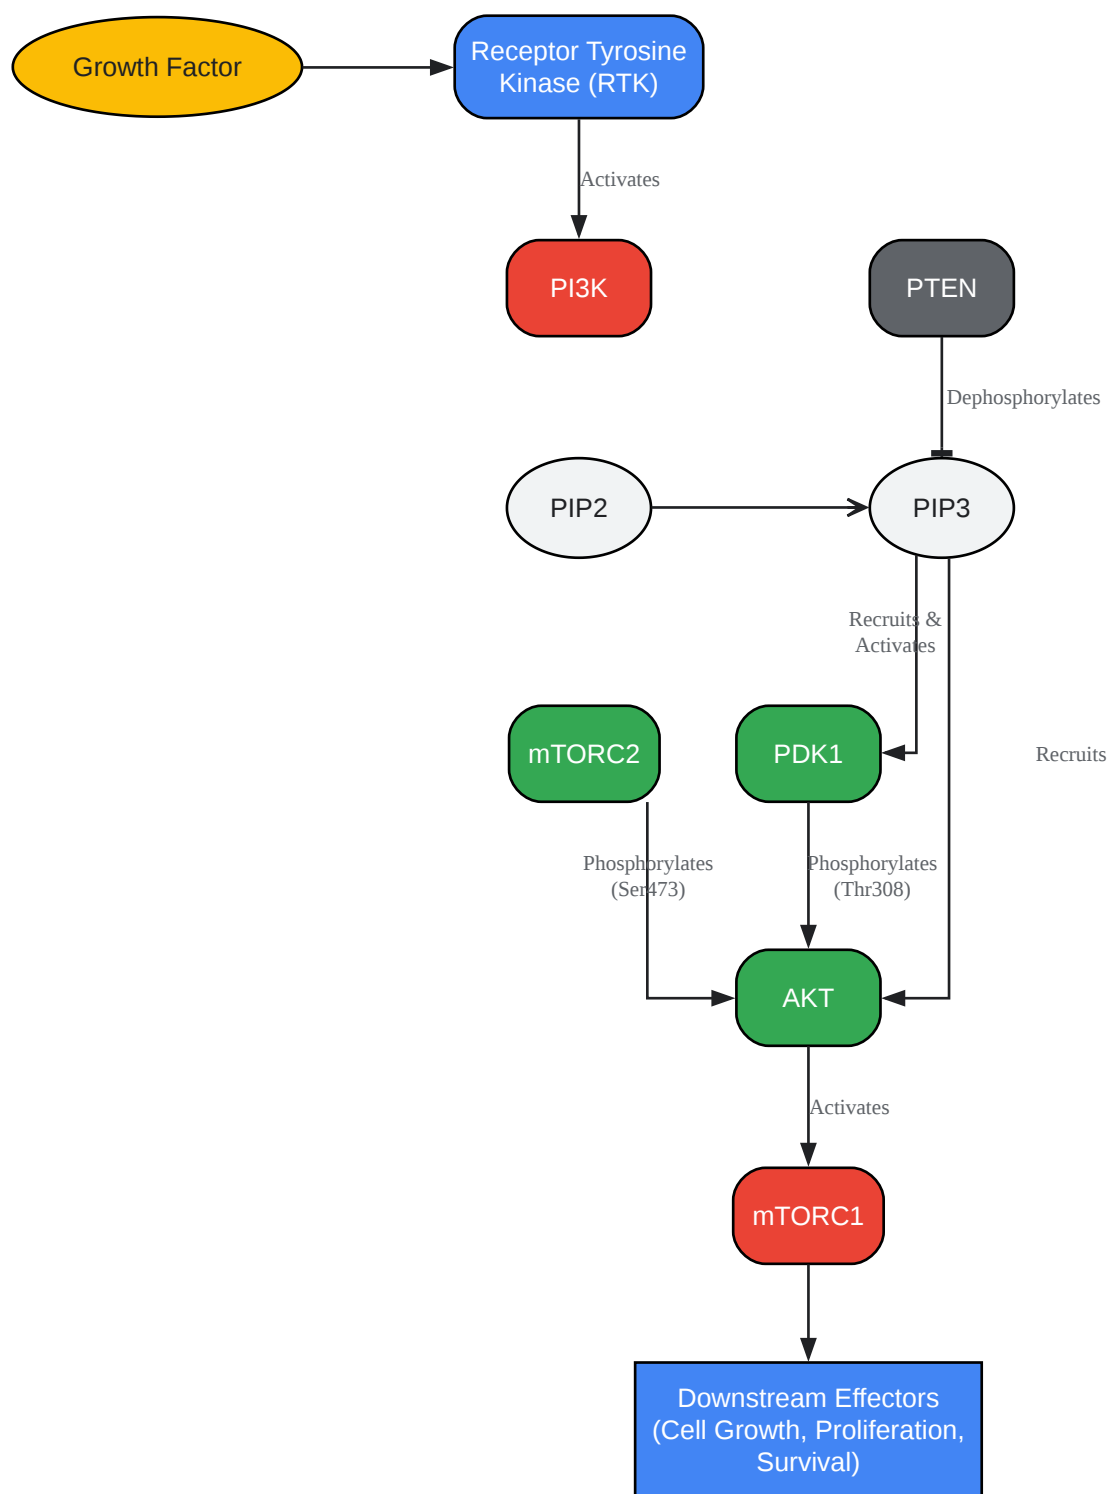 Growth Factor
Receptor Tyrosine
Kinase (RTK)
Activates
PI3K
PTEN
Dephosphorylates
PIP2
PIP3
Recruits &
Activates
mTORC2
PDK1
Recruits
Phosphorylates
(Ser473)
Phosphorylates
(Thr308)
AKT
Activates
mTORC1
Downstream Effectors
(Cell Growth, Proliferation,
Survival)